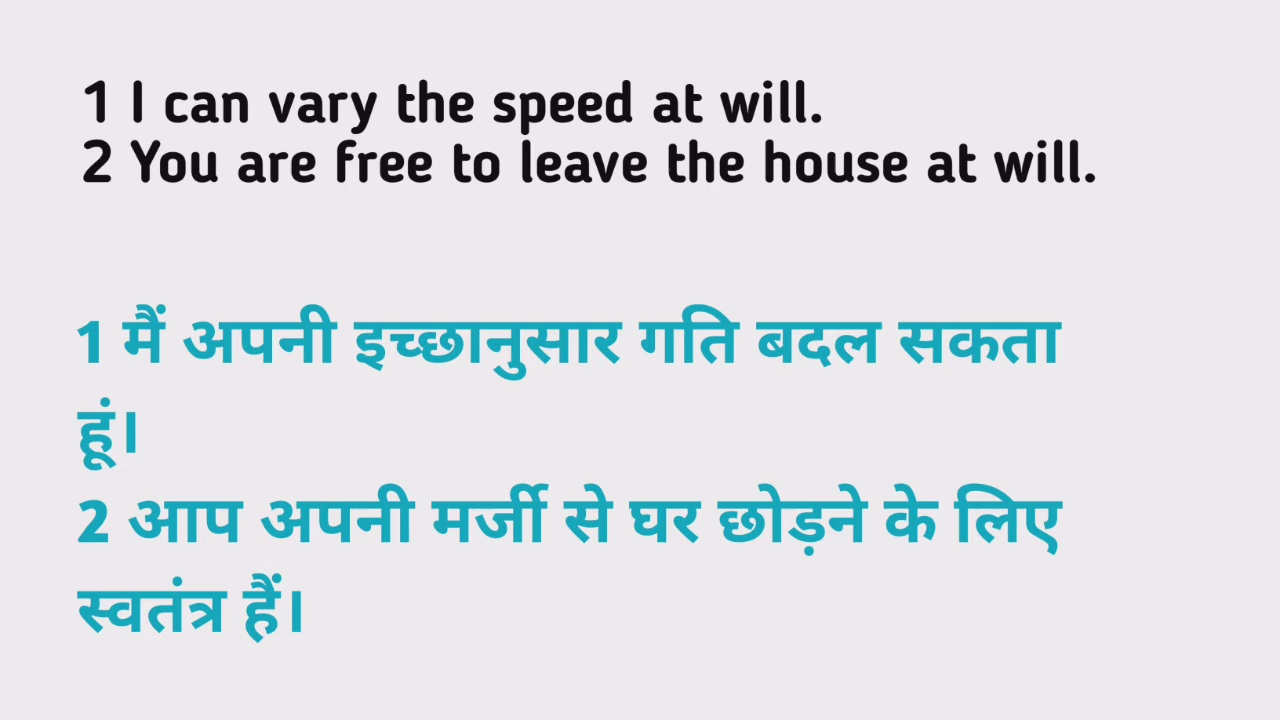 1 I can vary the speed at will.
2 You are free to leave the house at will.
1 मैं अपनी इच्छानुसार गति बदल सकता
हूं।
2 आप अपनी मर्जी से घर छोड़ने के लिए
स्वतंत्र हैं।